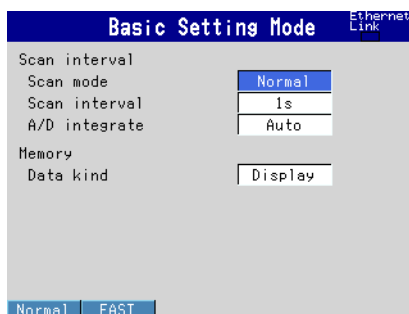 Basic Setting Mode
Ethernet
Link
Scan interval
Scan mode Normal
Scan interval 1s
A/D integrate Auto
Memory
Data kind Display
Normal FAST